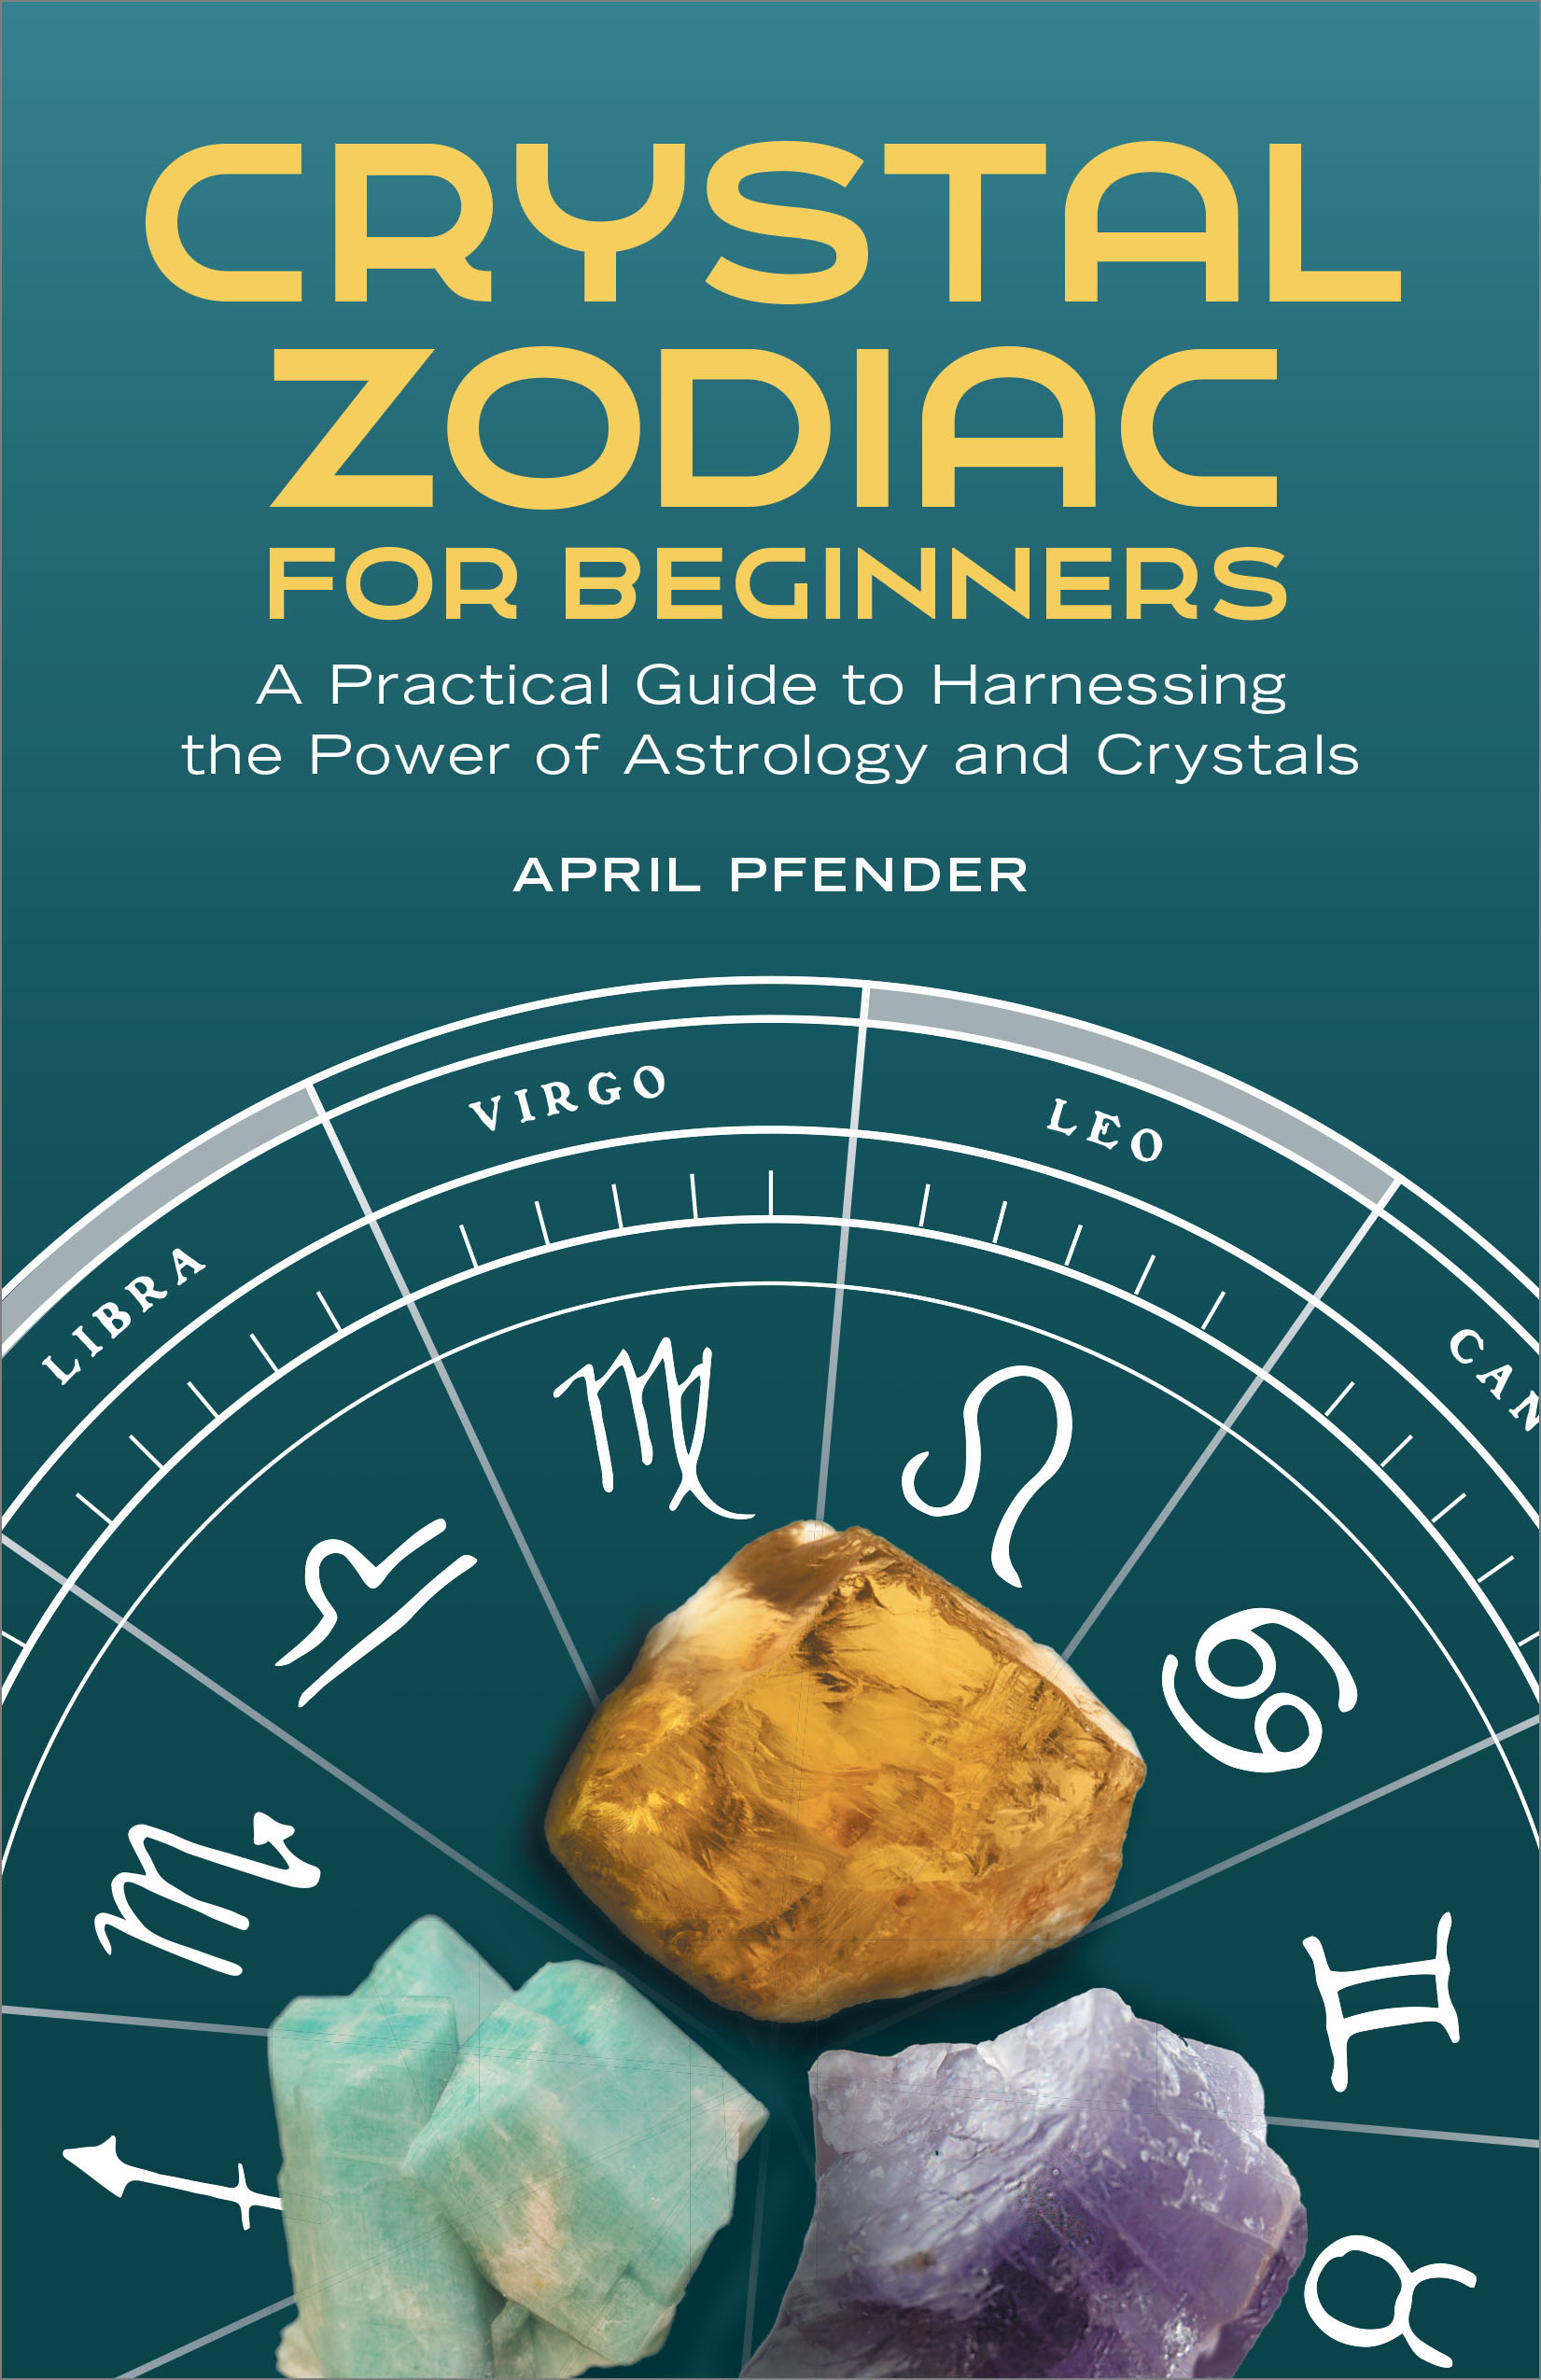 CRYSTAL
ZODIAC
FOR BEGINNERS
A Practical Guide to Harnessing
the Power of Astrology and Crystals
APRIL PFENDER
VIRGO
LEO
LIBRA
CAN